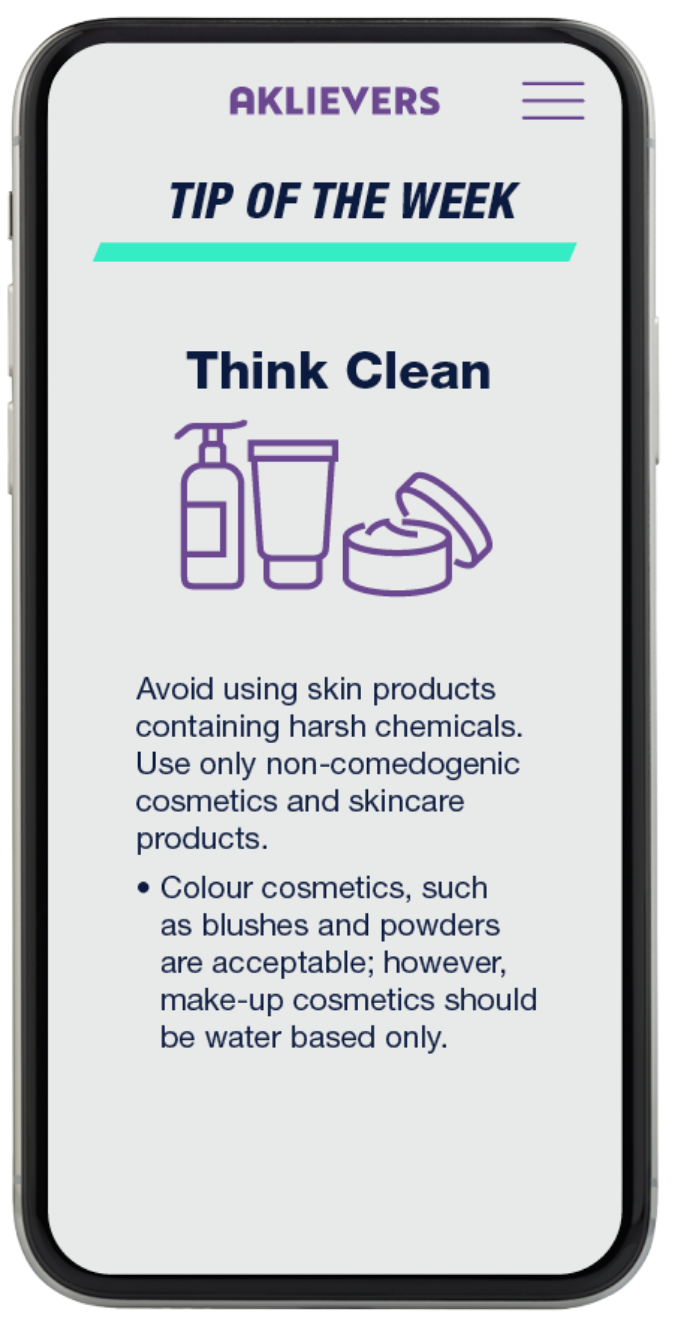 AKLIEVERS
TIP OF THE WEEK
Think Clean
Avoid using skin products
containing harsh chemicals.
Use only non-comedogenic
cosmetics and skincare
products.
• Colour cosmetics, such
as blushes and powders
are acceptable; however,
make-up cosmetics should
be water based only.